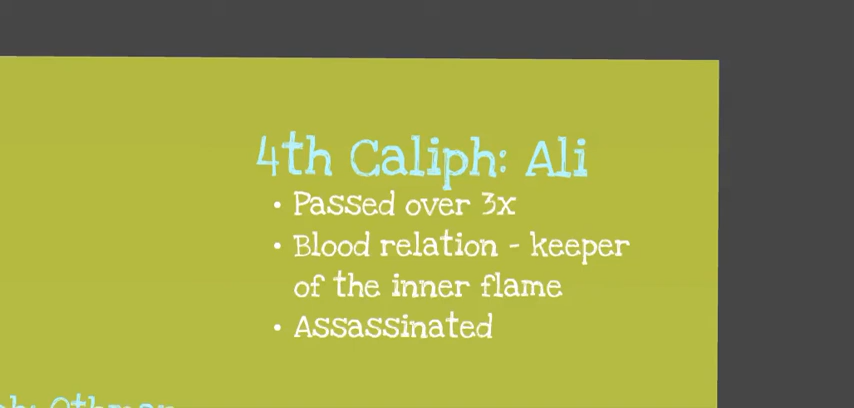 4th Caliph: Ali
• Passed over 3x
• Blood relation - keeper
of the inner flame
• Assassinated